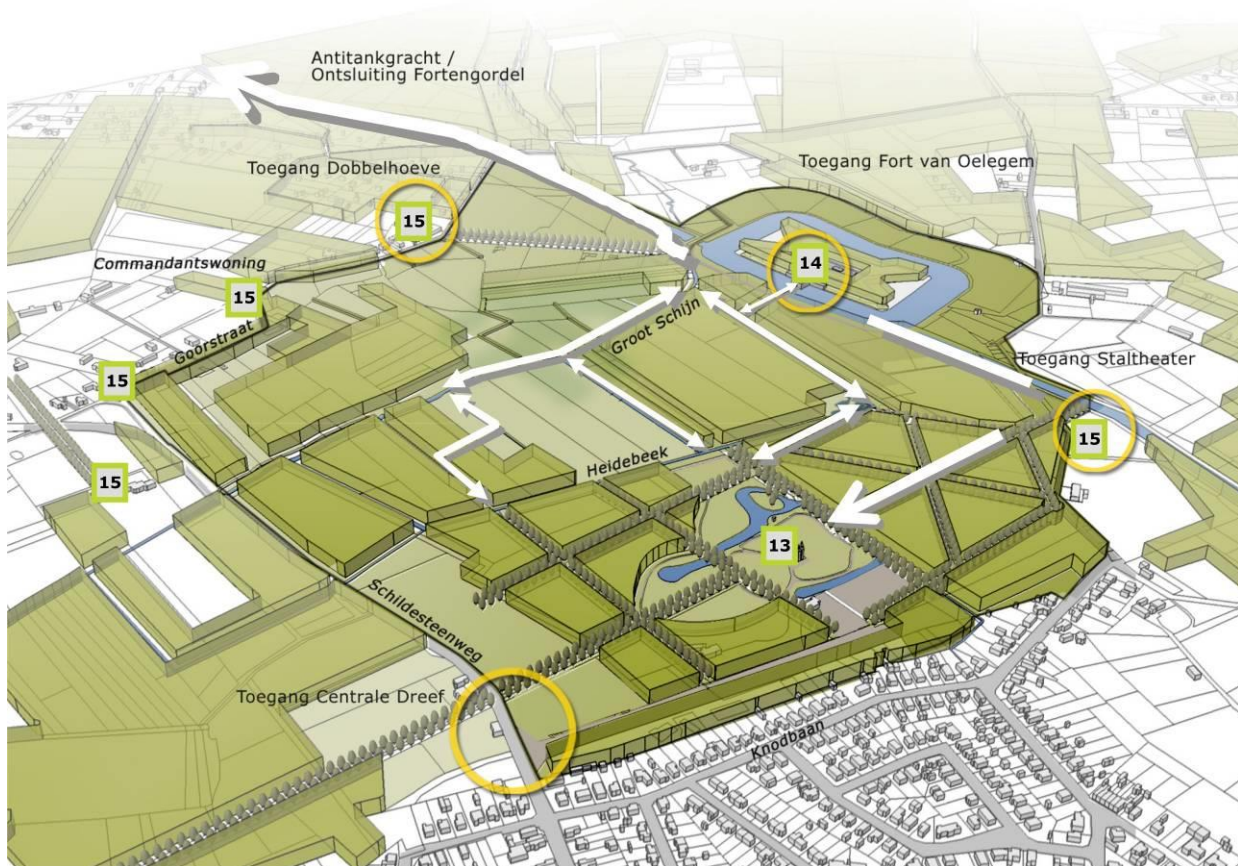 Antitankgracht /
Ontsluiting Fortengordel
Toegang Dobbelhoeve
Toegang Fort van Oelegem
15
14
Commandantswoning
15
Groot Schijn
Goorstraat
Toegang Staltheater
15
15
Heidebeek
15
13
Schildesteenweg
Toegang Centrale Dreef
Knodbaan